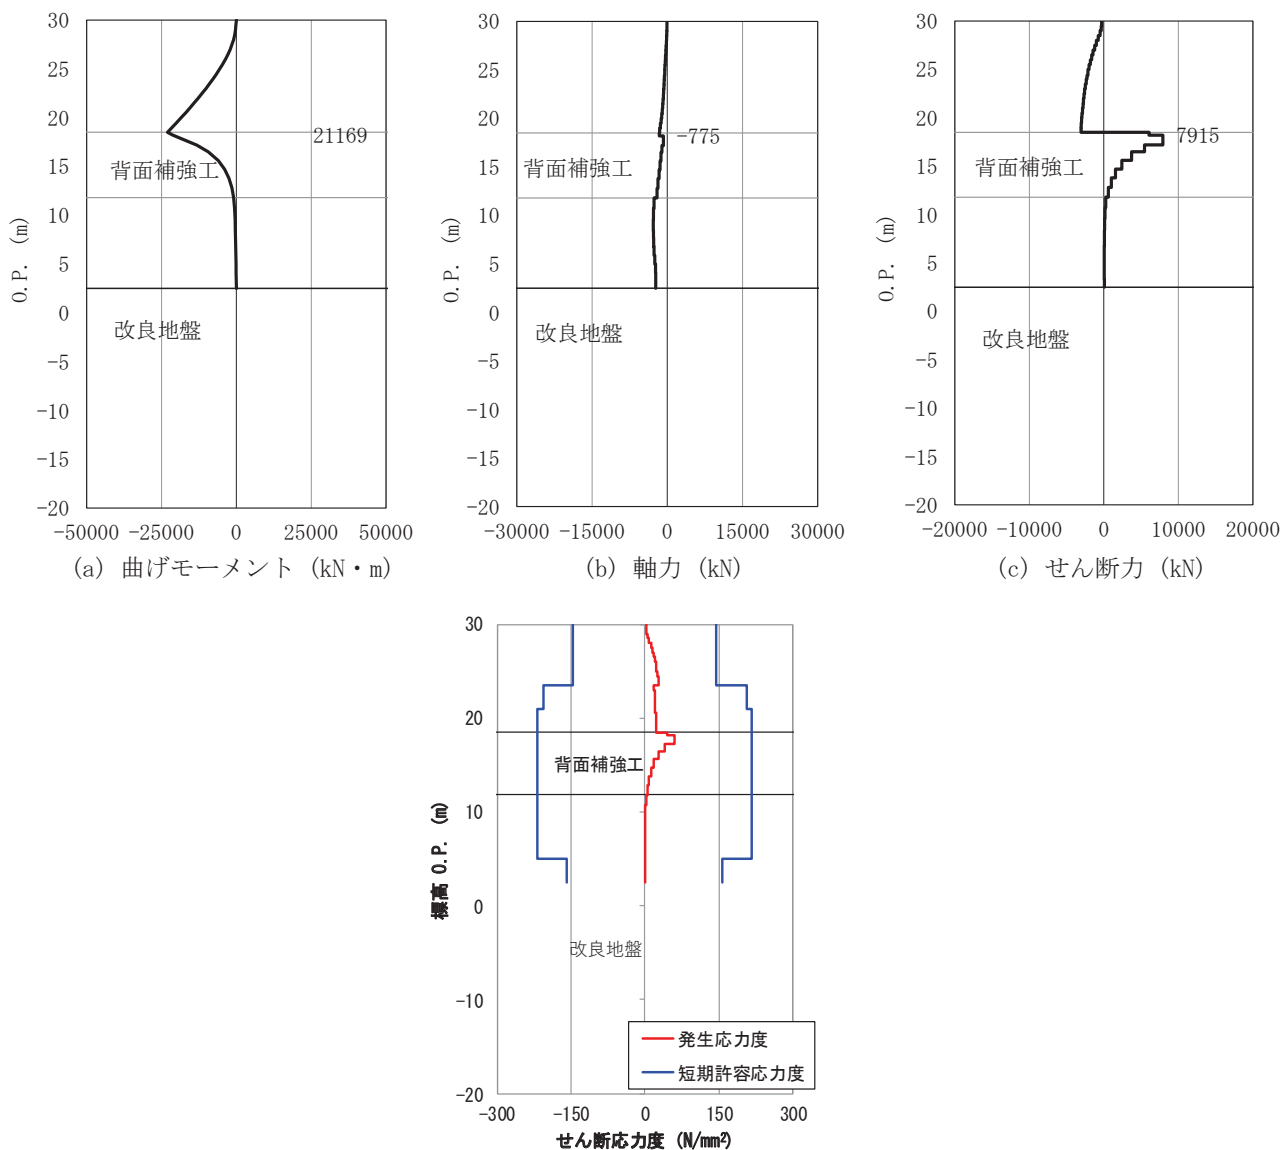 30
25
20
15
10
5
0
-5
-10
-15
-20
O.P. (m)
21169
背面補強工
改良地盤
-50000 -25000 0 25000 50000
(a) 曲げモーメント (kN・m)
30
25
20
15
10
5
0
-5
-10
-15
-20
O.P. (m)
-775
背面補強工
改良地盤
-30000 -15000 0 15000 30000
(b) 軸力 (kN)
30
25
20
15
10
5
0
-5
-10
-15
-20
O.P. (m)
7915
背面補強工
改良地盤
-20000 -10000 0 10000 20000
(c) せん断力 (kN)
30
20
10
0
-10
-20
標高 O.P. (m)
背面補強工
改良地盤
発生応力度
短期許容応力度
-300 -150 0 150 300
せん断応力度 (N/mm²)